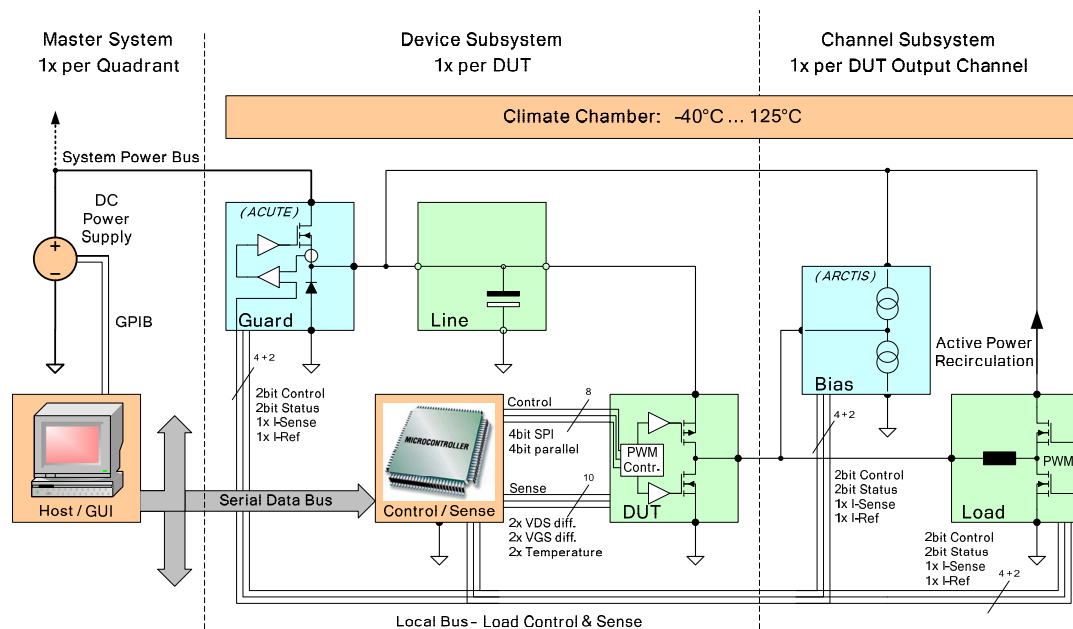 Master System
1x per Quadrant
Device Subsystem
1x per DUT
Channel Subsystem
1x per DUT Output Channel
Climate Chamber: -40°C ... 125°C
System Power Bus
DC
Power
Supply
+
−
GPIB
(ACUTE)
Guard
Line
(ARCTIS)
Bias
Active Power
Recirculation
4+2
2bit Control
2bit Status
1x I-Sense
1x I-Ref
Host / GUI
Serial Data Bus
MICROCONTROLLER
Control / Sense
Control
8
4bit SPI
4bit parallel
Sense
10
2x VDS diff.
2x VGS diff.
2x Temperature
PWM
Contr.
DUT
4+2
2bit Control
2bit Status
1x I-Sense
1x I-Ref
PWM
Load
2bit Control
2bit Status
1x I-Sense
1x I-Ref
4+2
Local Bus - Load Control & Sense